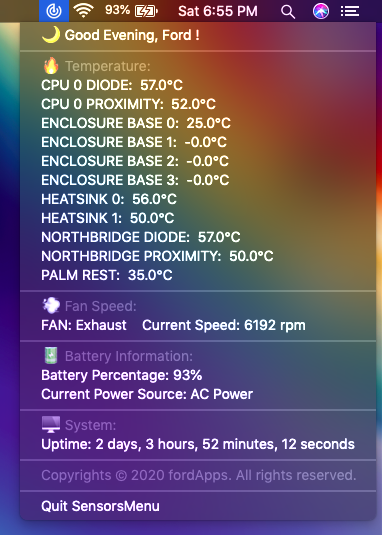 93%
Sat 6:55 PM
Good Evening, Ford !
Temperature:
CPU 0 DIODE: 57.0°C
CPU 0 PROXIMITY: 52.0°C
ENCLOSURE BASE 0: 25.0°C
ENCLOSURE BASE 1: -0.0°C
ENCLOSURE BASE 2: -0.0°C
ENCLOSURE BASE 3: -0.0°C
HEATSINK 0: 56.0°C
HEATSINK 1: 50.0°C
NORTHBRIDGE DIODE: 57.0°C
NORTHBRIDGE PROXIMITY: 50.0°C
PALM REST: 35.0°C
Fan Speed:
FAN: Exhaust Current Speed: 6192 rpm
Battery Information:
Battery Percentage: 93%
Current Power Source: AC Power
System:
Uptime: 2 days, 3 hours, 52 minutes, 12 seconds
Copyrights © 2020 fordApps. All rights reserved.
Quit SensorsMenu